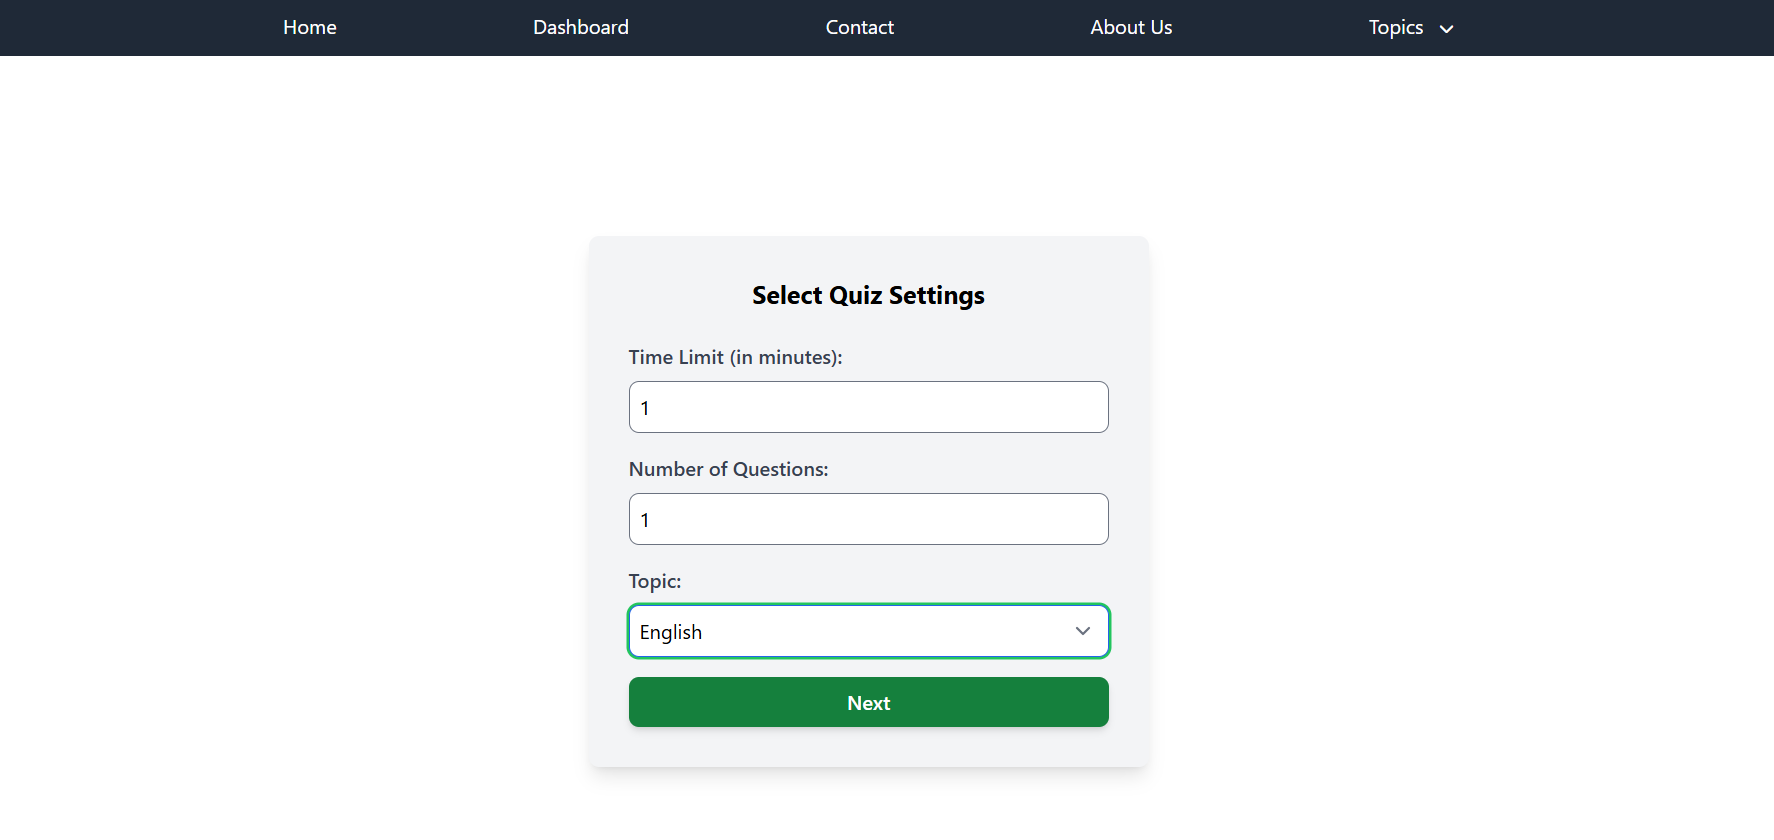 Home Dashboard Contact About Us Topics
Select Quiz Settings
Time Limit (in minutes):
1
Number of Questions:
1
Topic:
English
Next